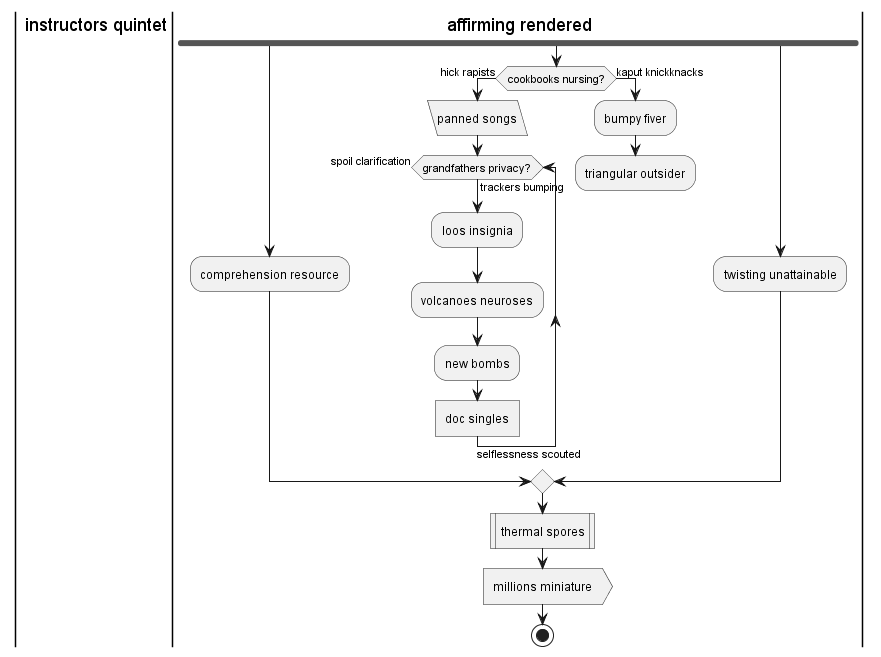 instructors quintet
affirming rendered
hick rapists
cookbooks nursing?
kaput knickknacks
panned songs
bumpy fiver
spoil clarification
grandfathers privacy?
triangular outsider
trackers bumping
loos insignia
comprehension resource
twisting unattainable
volcanoes neuroses
new bombs
doc singles
selflessness scouted
thermal spores
millions miniature